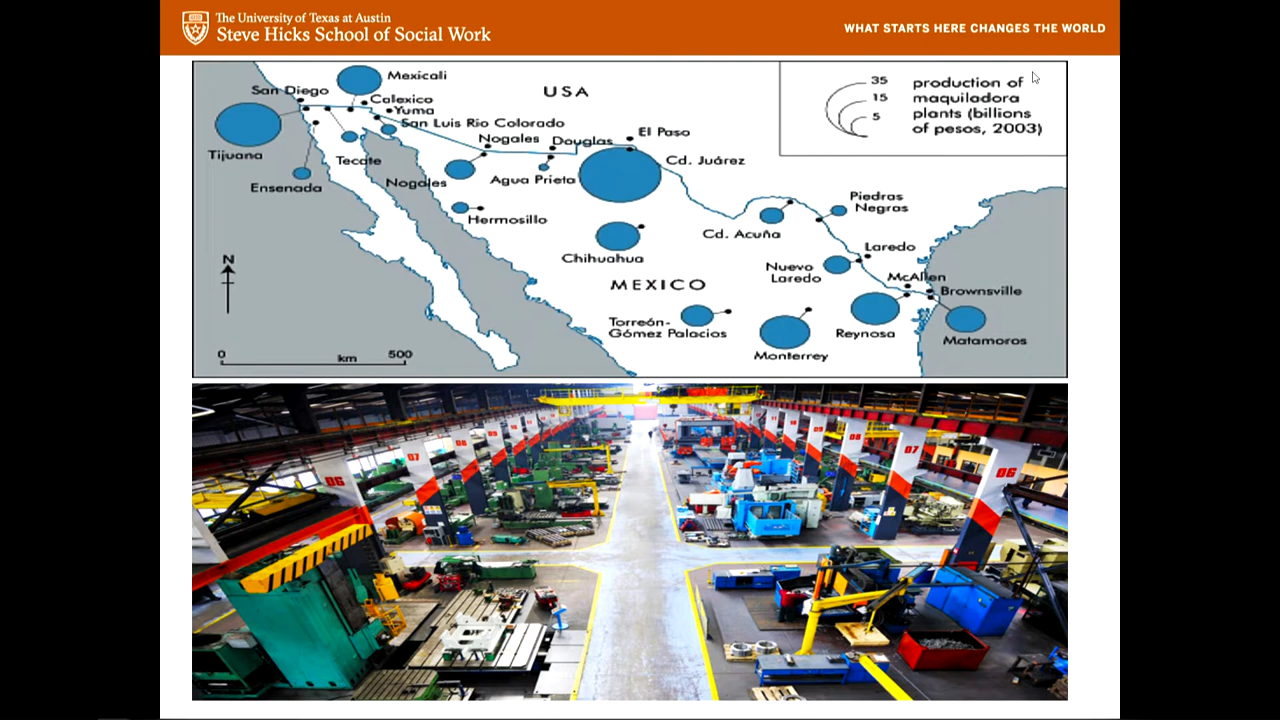 The University of Texas at Austin
Steve Hicks School of Social Work
WHAT STARTS HERE CHANGES THE WORLD
Mexicali
San Diego
Calexico
Yuma
San Luis Rio Colorado
USA
35
15
5
production of
maquiladora
plants (billions
of pesos, 2003)
Tijuana
Tecate
Ensenada
Nogales
Douglas
El Paso
Nogales
Agua Prieta
Cd. Juárez
Hermosillo
Chihuahua
Cd. Acuña
Piedras
Negras
Laredo
Nuevo
Laredo
McAllen
Brownsville
MEXICO
N
Torreón-
Gómez Palacios
Monterrey
Reynosa
Matamoros
0
km
500
06
07
08
09
09
08
07
06